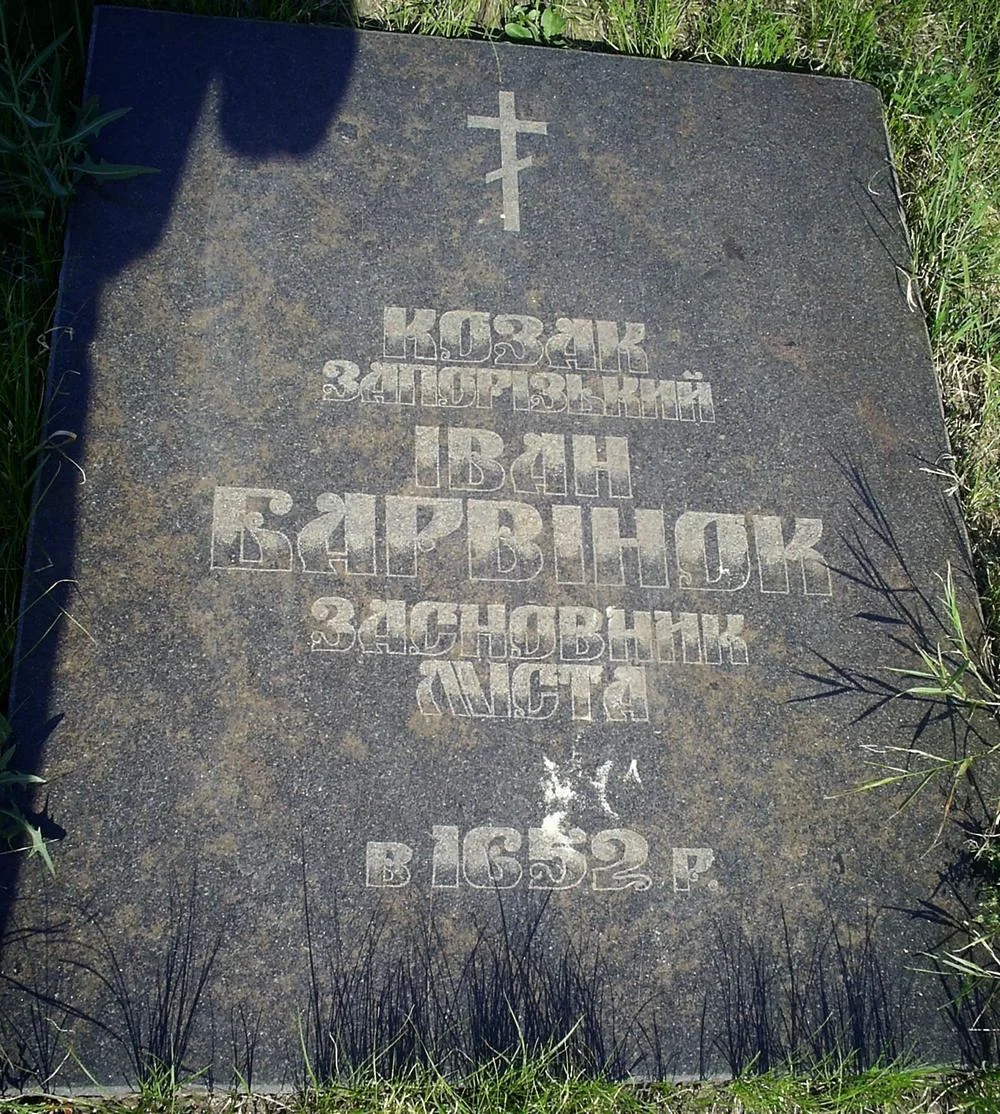 КОЗАК
ЗАПОРІЗЬКИЙ
ІВАН
БАРВІНОК
ЗАСНОВНИК
МІСТА
в 1652 р.